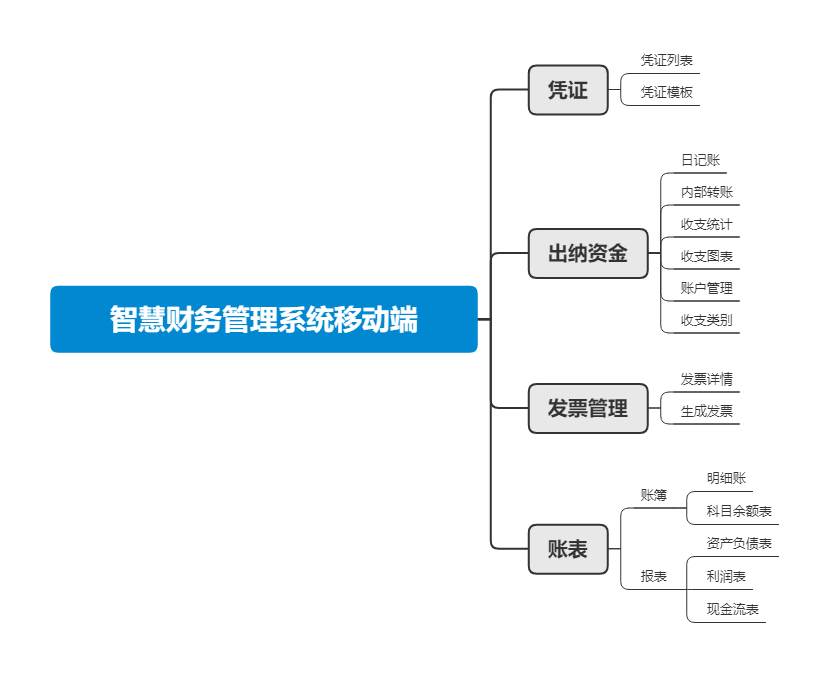 智慧财务管理系统移动端
凭证
凭证列表
凭证模板
出纳资金
日记账
内部转账
收支统计
收支图表
账户管理
收支类别
发票管理
发票详情
生成发票
账表
账簿
明细账
科目余额表
报表
资产负债表
利润表
现金流表